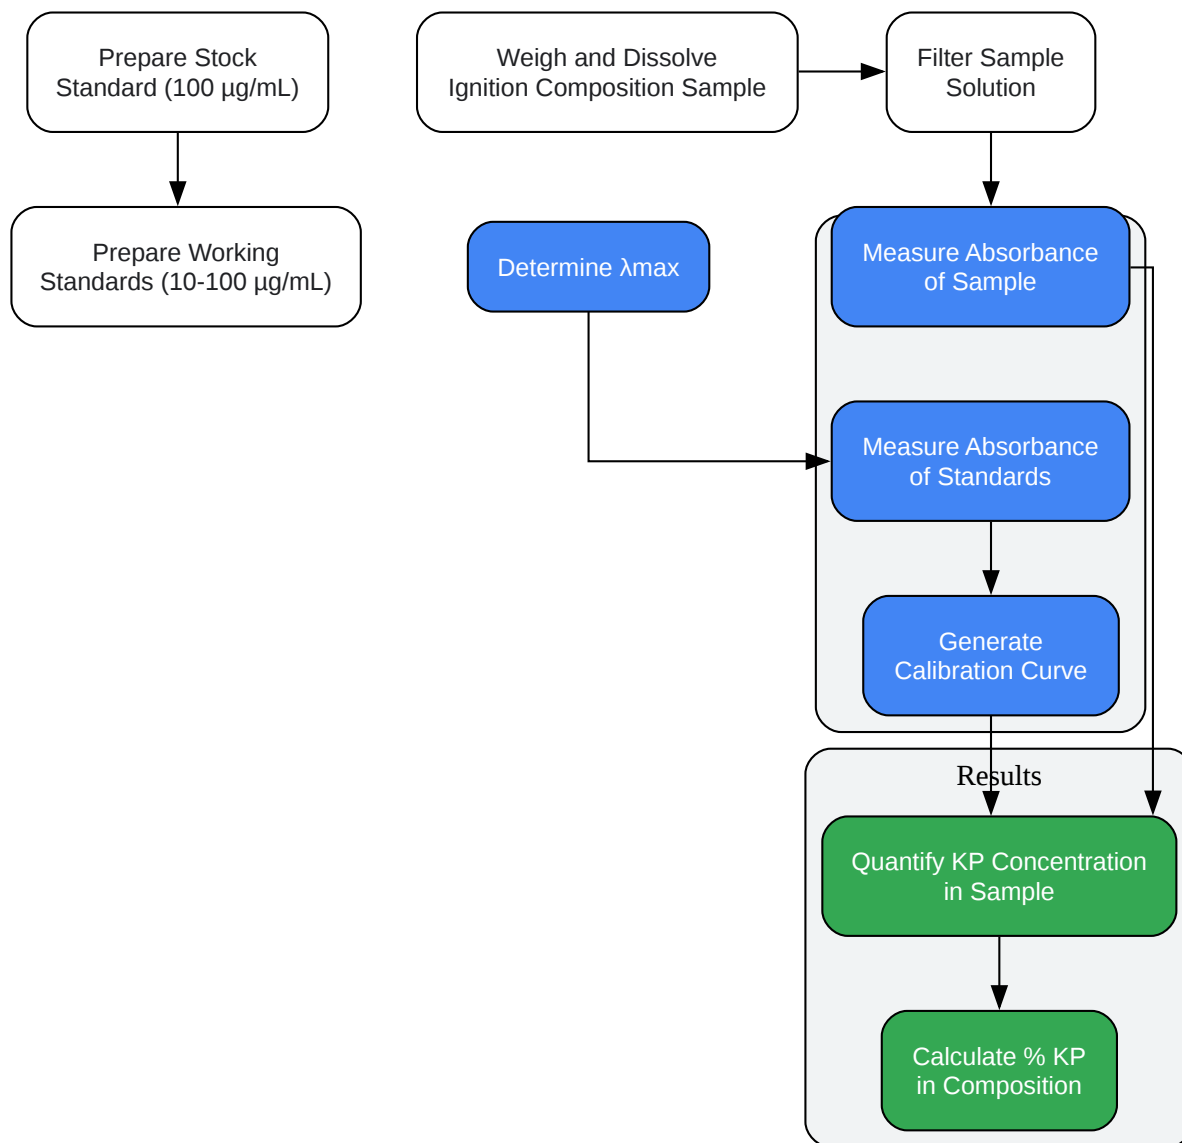 Prepare Stock
Standard (100 µg/mL)
Weigh and Dissolve
Ignition Composition Sample
Filter Sample
Solution
Prepare Working
Standards (10-100 µg/mL)
Determine λmax
Measure Absorbance
of Sample
Measure Absorbance
of Standards
Generate
Calibration Curve
Results
Quantify KP Concentration
in Sample
Calculate % KP
in Composition